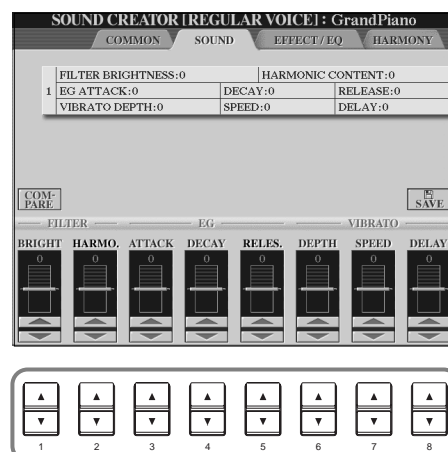 SOUND CREATOR [REGULAR VOICE] : GrandPiano
COMMON SOUND EFFECT / EQ HARMONY
FILTER BRIGHTNESS:0 HARMONIC CONTENT:0
1 EG ATTACK:0 DECAY:0 RELEASE:0
VIBRATO DEPTH:0 SPEED:0 DELAY:0
COM-
PARE
SAVE
FILTER EG VIBRATO
BRIGHT HARMO. ATTACK DECAY RELES. DEPTH SPEED DELAY
0 0 0 0 0 0 0 0
1 2 3 4 5 6 7 8